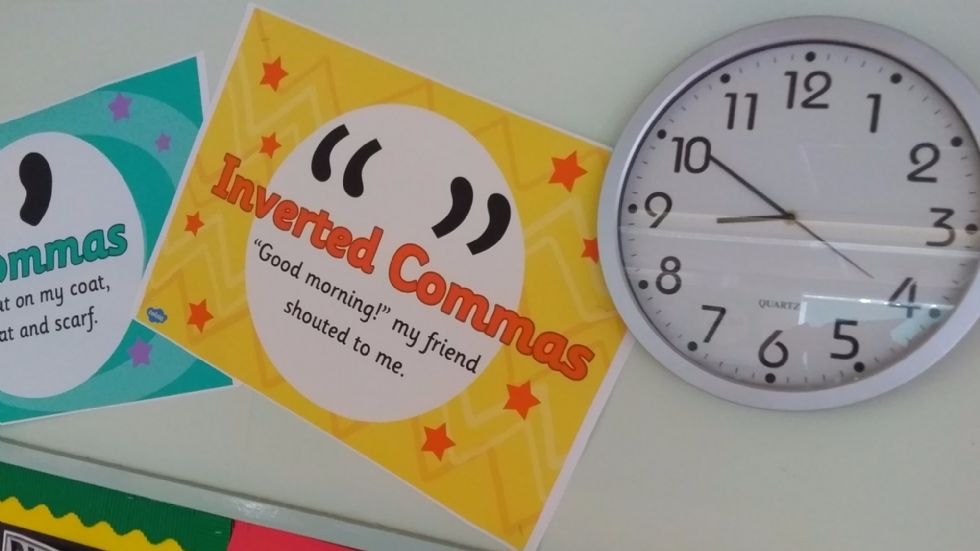 ,
at on my coat,
at and scarf.
“ ”
Inverted Commas
“Good morning!” my friend
shouted to me.
12
11
1
10
2
9
3
8
4
QUARTZ
7
5
6